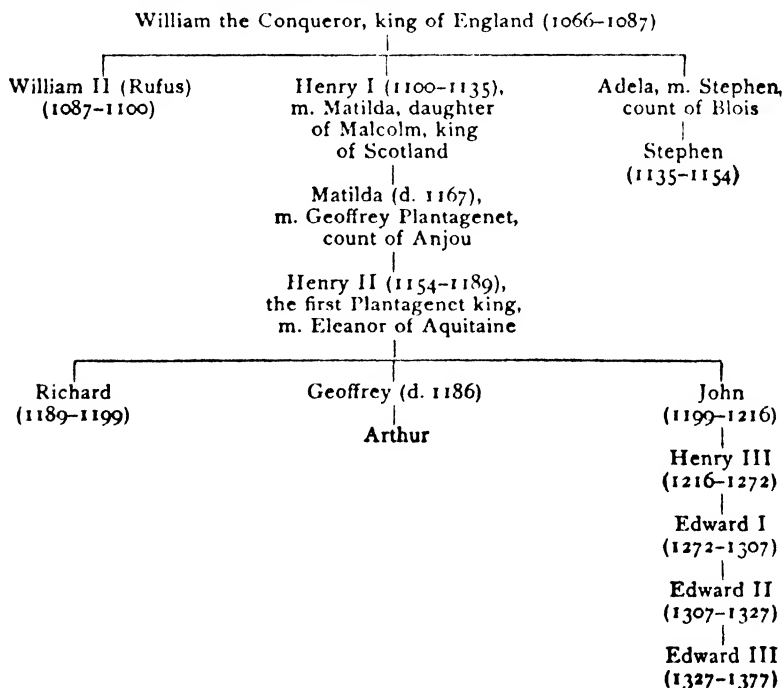 William the Conqueror, king of England (1066–1087)
William II (Rufus)
(1087–1100)
Henry I (1100–1135),
m. Matilda, daughter
of Malcolm, king
of Scotland
Adela, m. Stephen,
count of Blois
Stephen
(1135–1154)
Matilda (d. 1167),
m. Geoffrey Plantagenet,
count of Anjou
Henry II (1154–1189),
the first Plantagenet king,
m. Eleanor of Aquitaine
Richard
(1189–1199)
Geoffrey (d. 1186)
Arthur
John
(1199–1216)
Henry III
(1216–1272)
Edward I
(1272–1307)
Edward II
(1307–1327)
Edward III
(1327–1377)